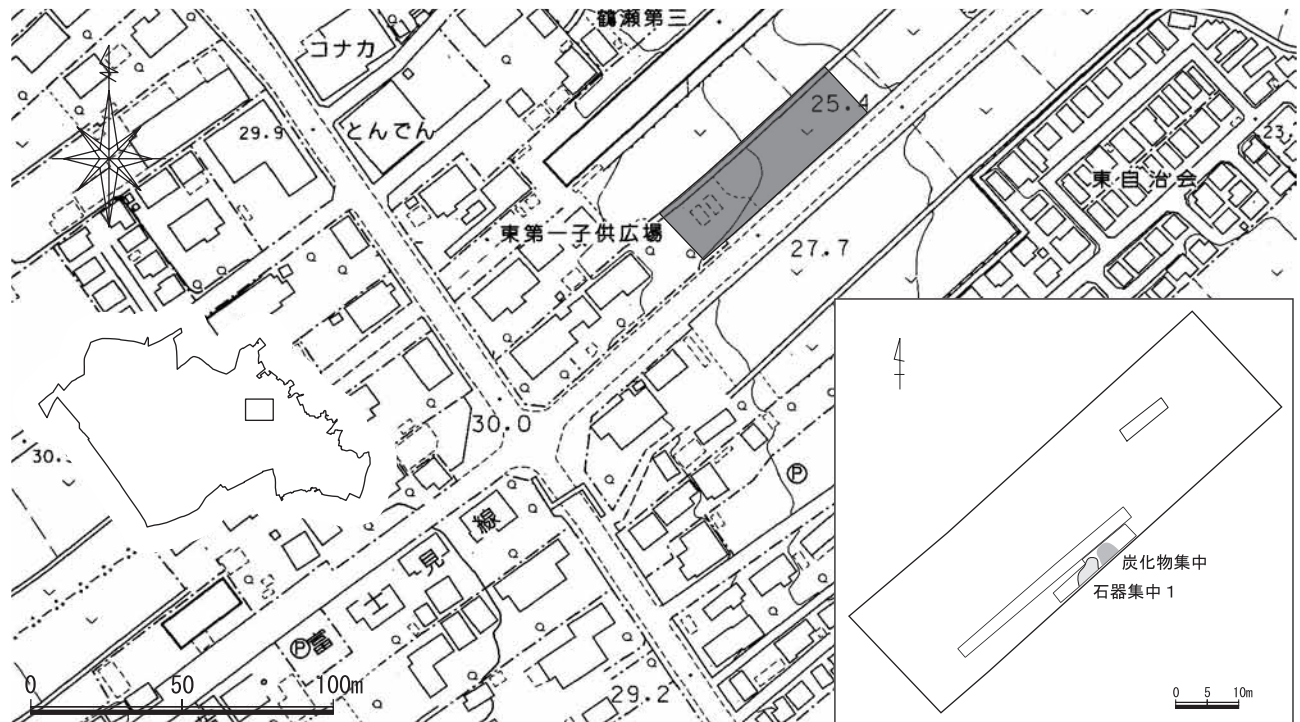 鶴瀬第三
コナカ
とんでん
29.9
25.4
23.
東自治会
東第一子供広場
27.7
30.0
30.
炭化物集中
石器集中1
富士見線
P
P
29.2
0 50 100m
0 5 10m